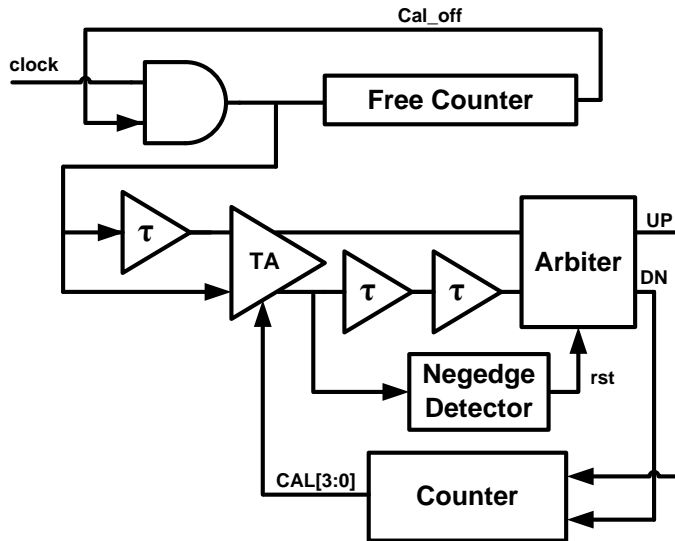 Cal_off
clock
Free Counter
τ
TA
τ
τ
Arbiter
UP
DN
Negedge
Detector
rst
CAL[3:0]
Counter